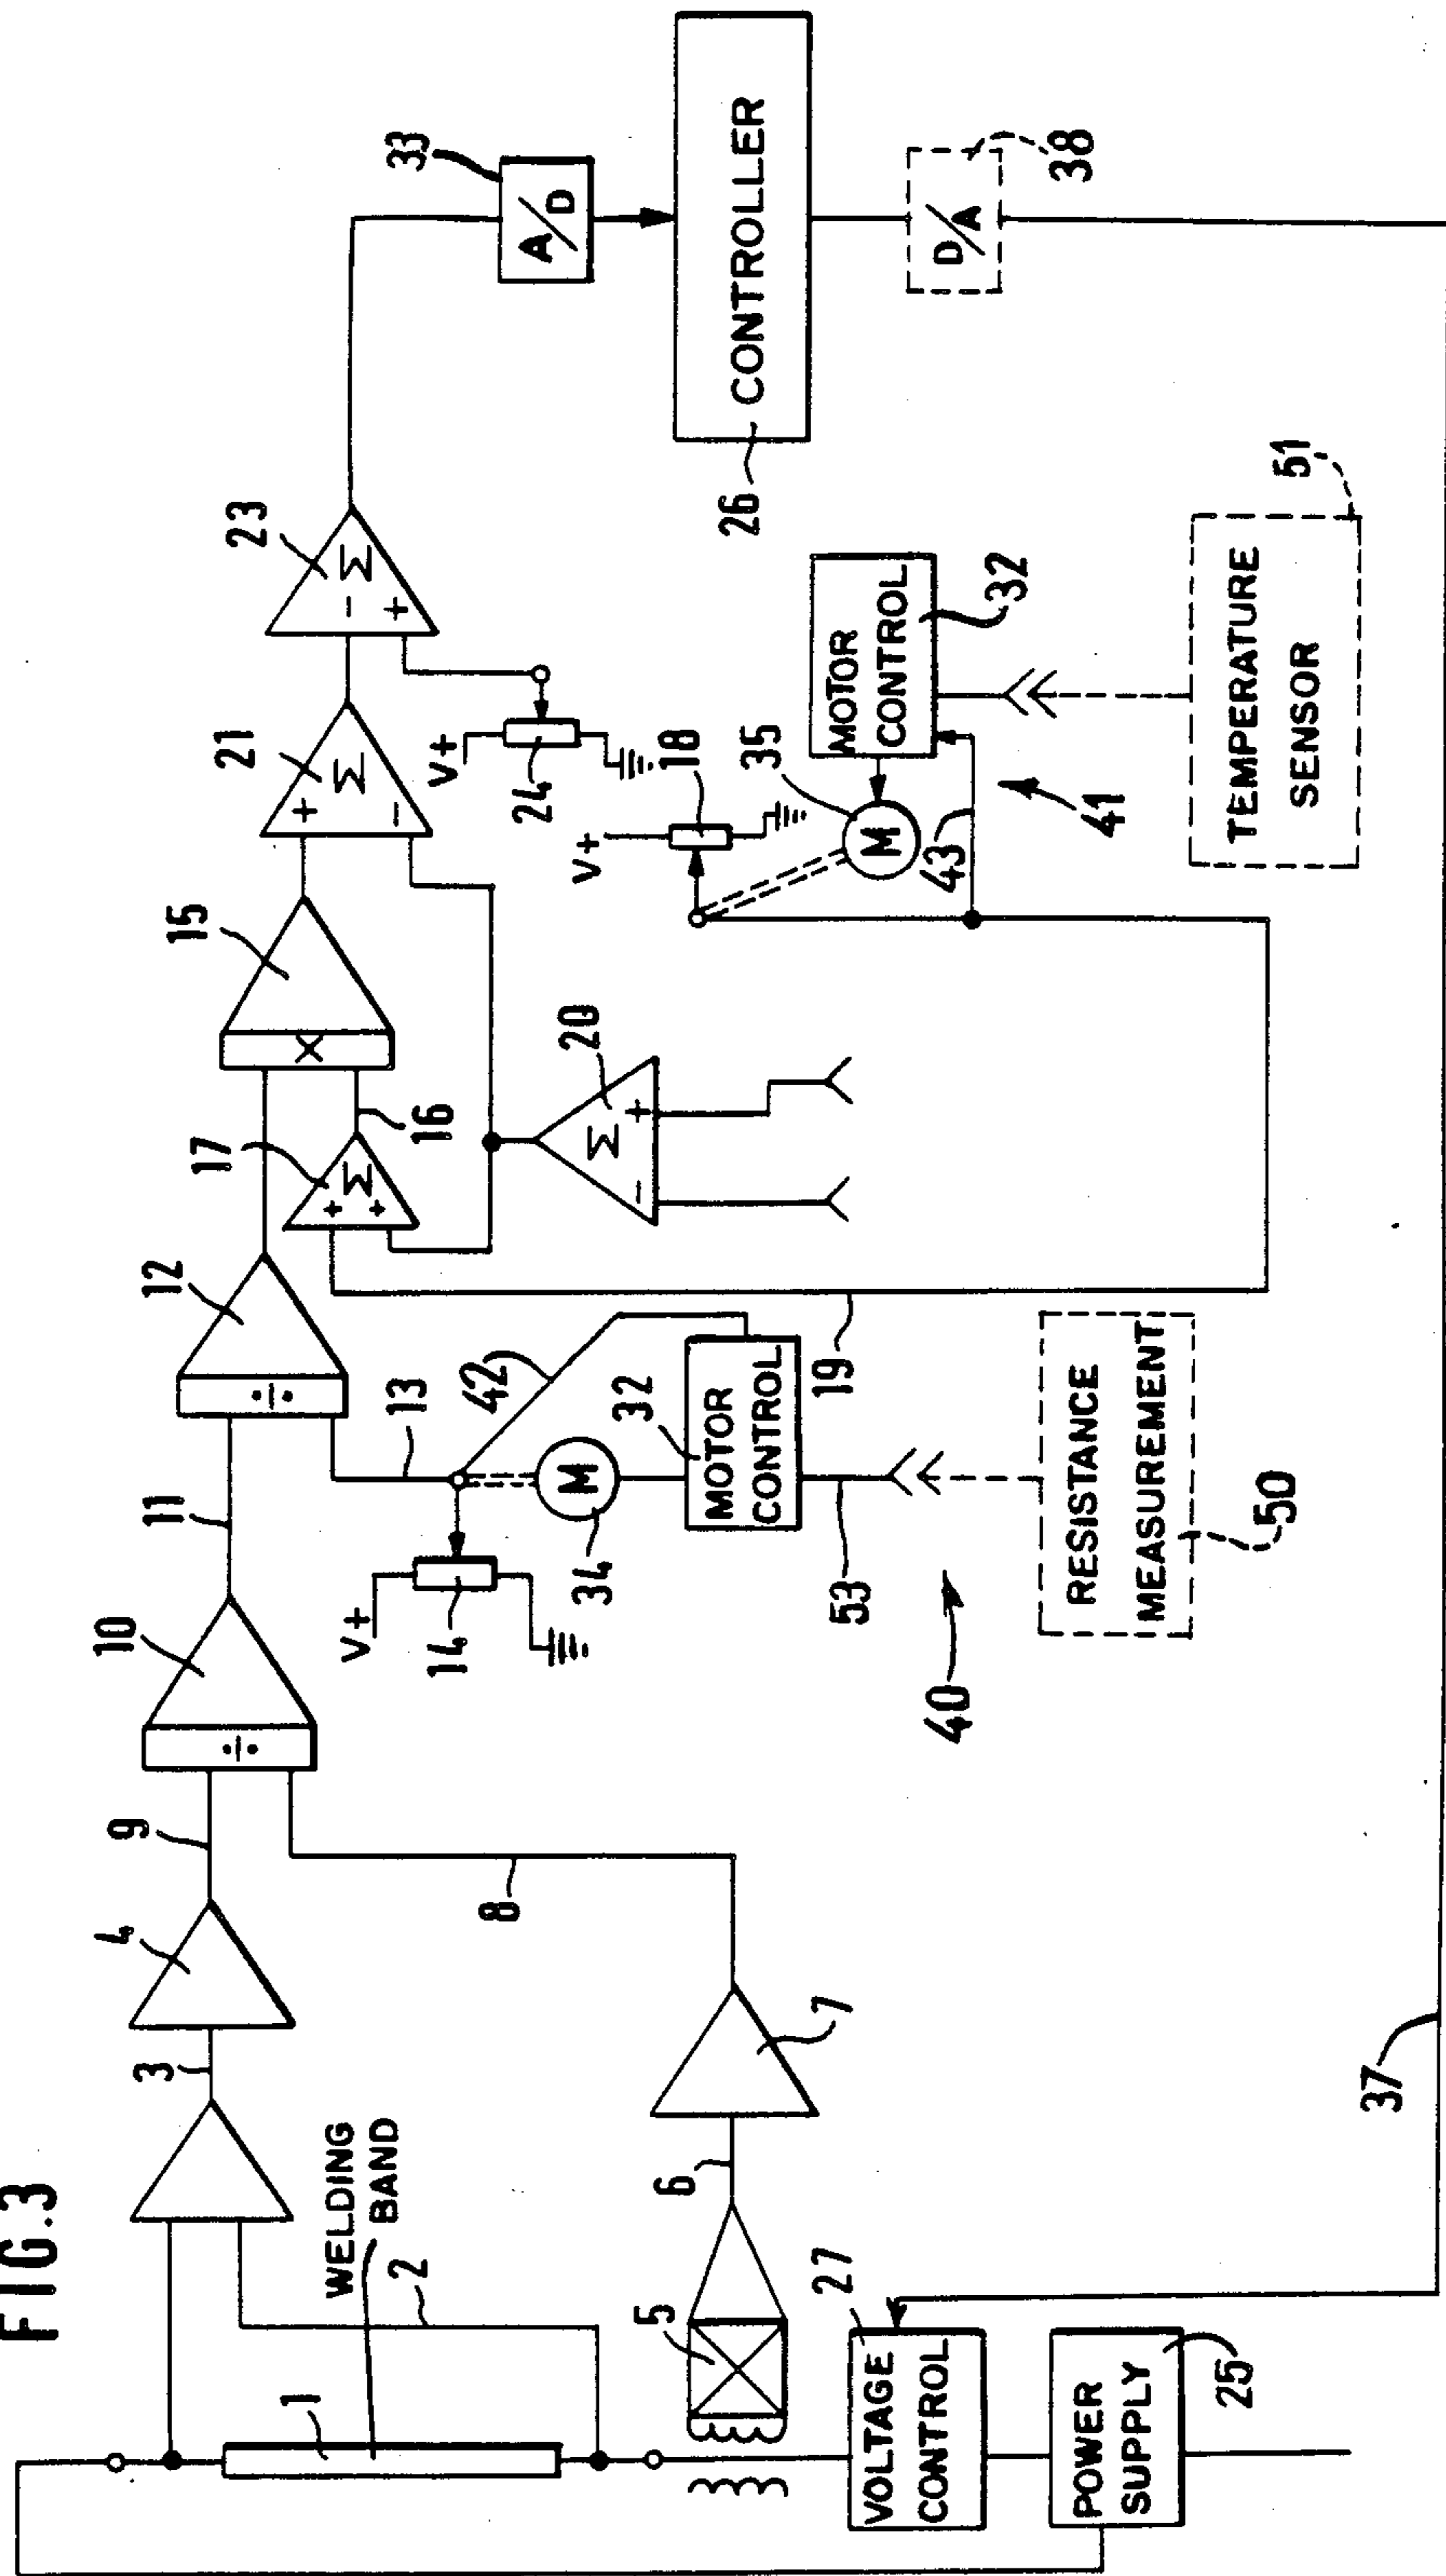 FIG.3
WELDING
BAND
1
2
3
4
5
6
7
8
9
10
÷
11
12
÷
13
14
V+
M
34
42
32
MOTOR
CONTROL
53
40
RESISTANCE
MEASUREMENT
50
15
X
16
17
Σ
+
+
19
20
Σ
-
+
21
Σ
+
-
23
Σ
-
+
V+
24
V+
18
35
M
43
41
MOTOR
CONTROL
32
TEMPERATURE
SENSOR
51
33
A/D
CONTROLLER
26
D/A
38
37
27
VOLTAGE
CONTROL
POWER
SUPPLY
25